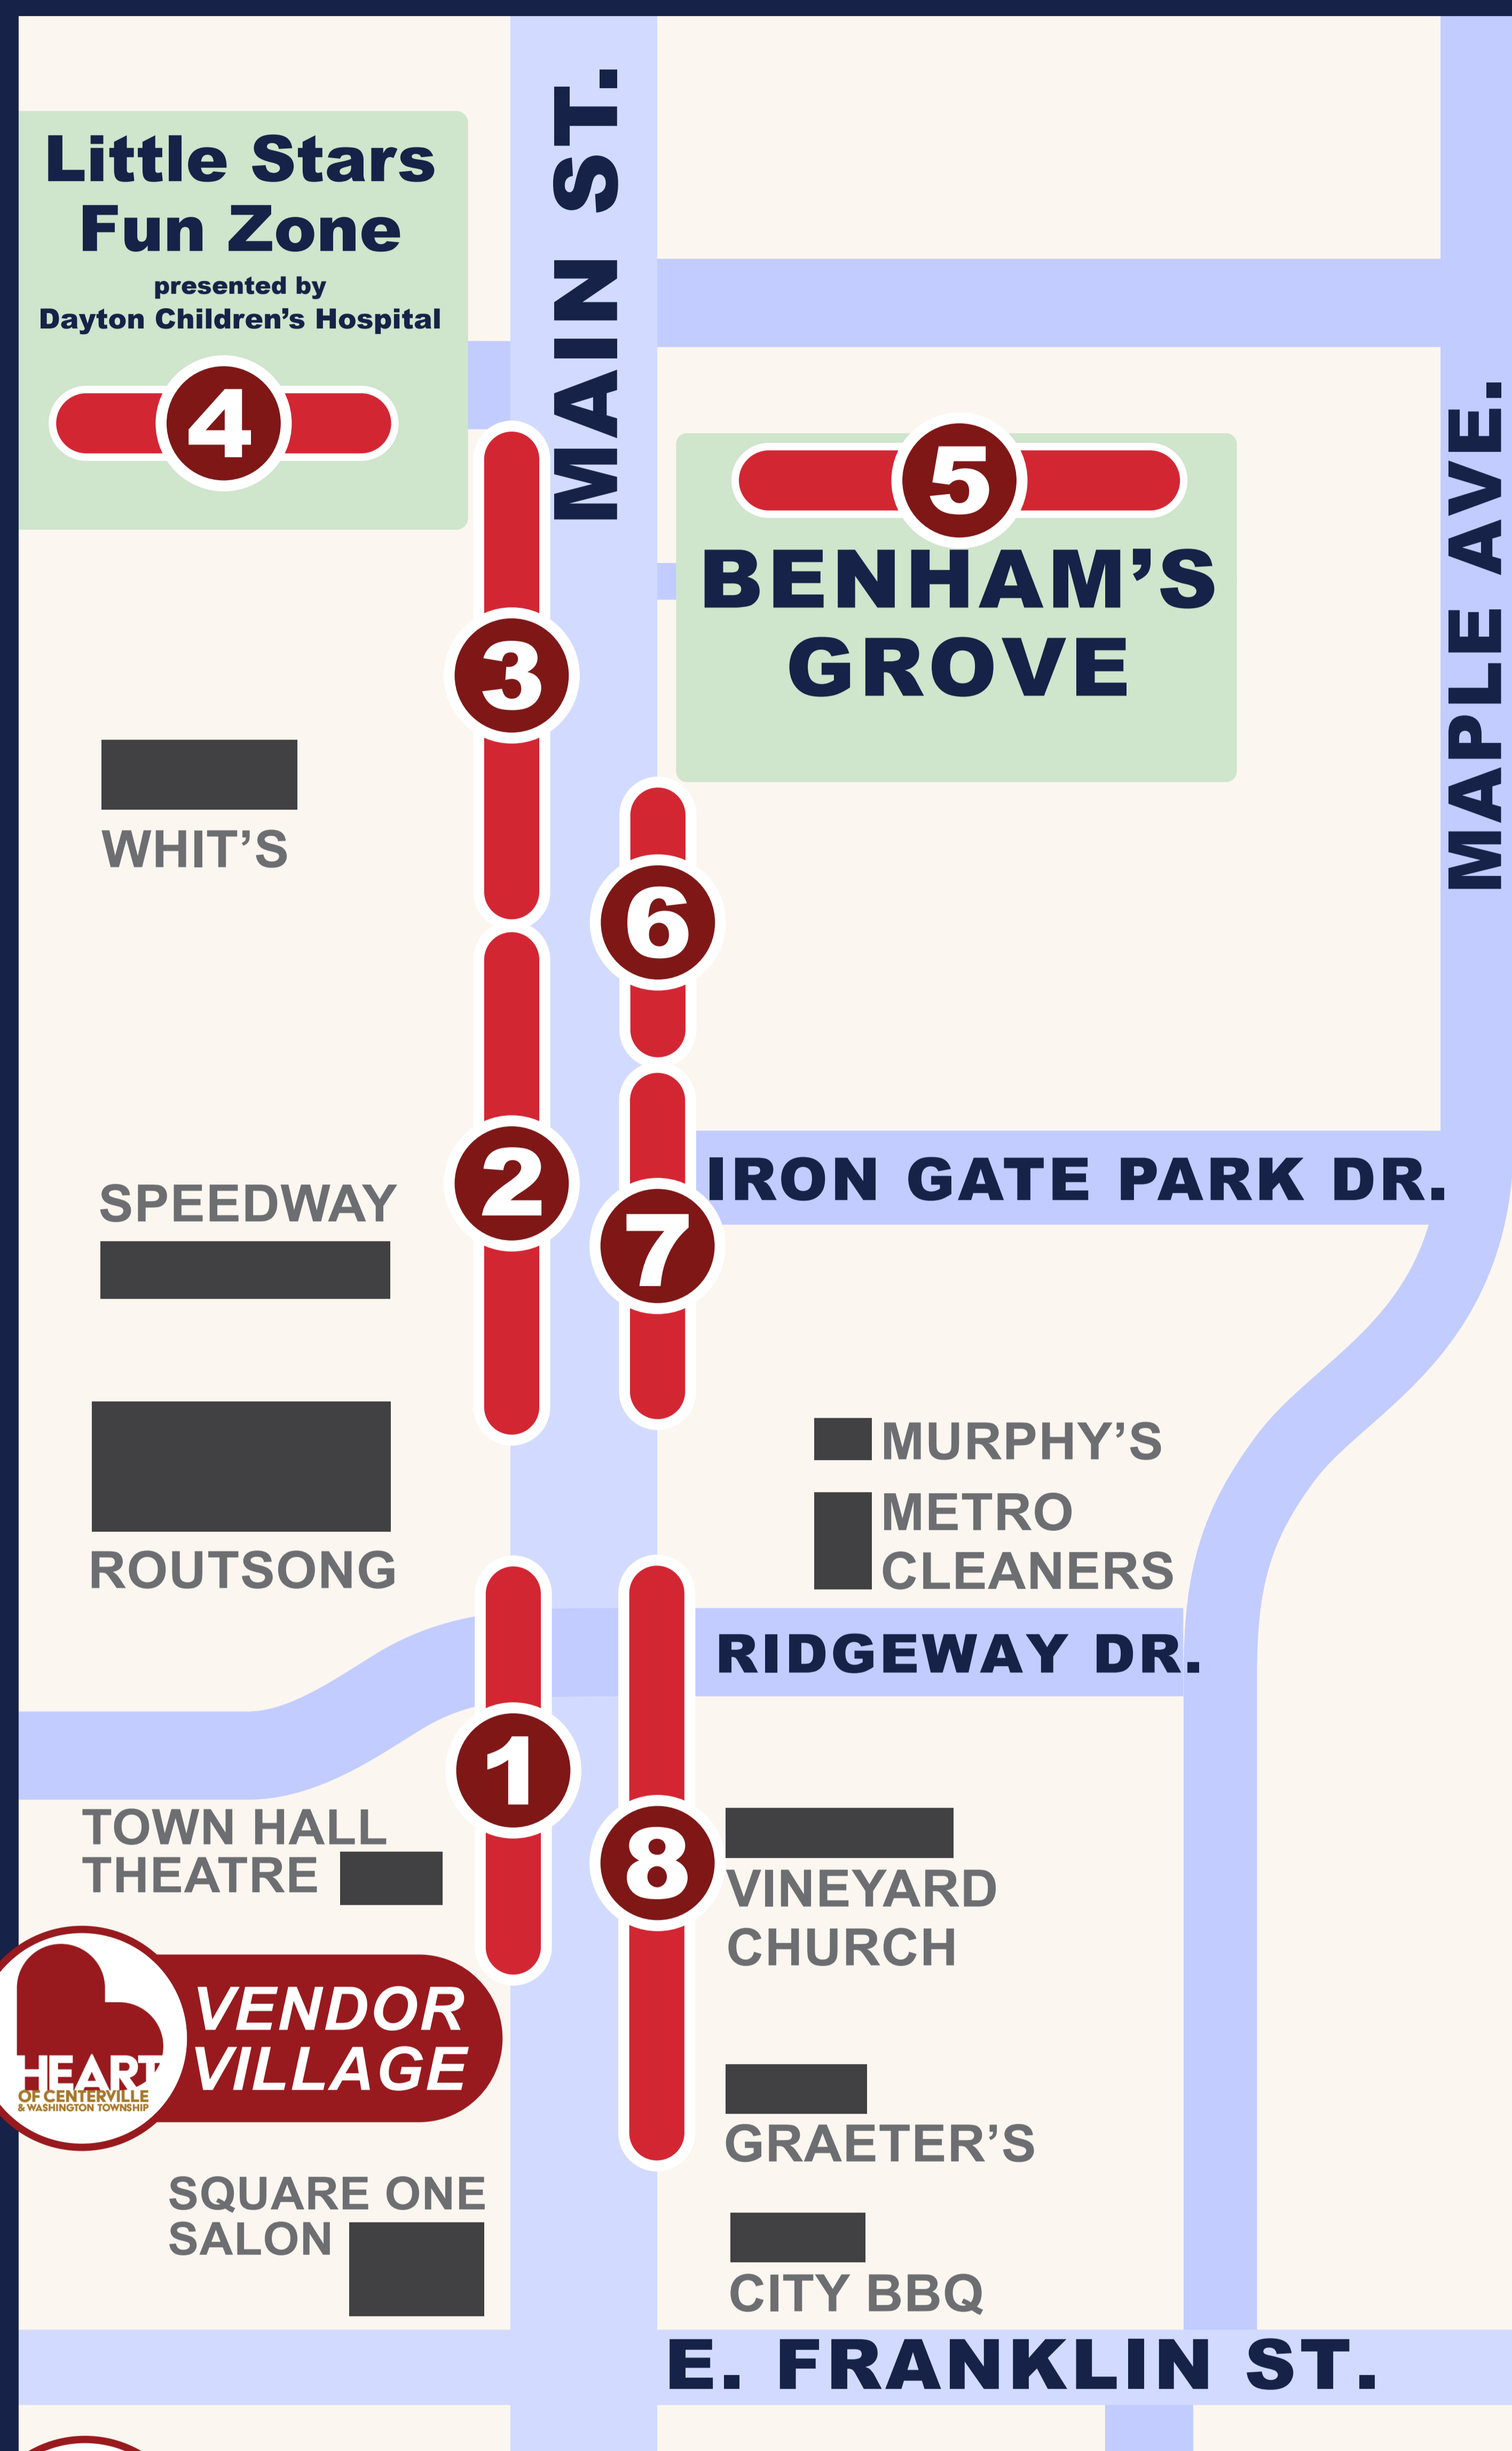 MAIN ST.
Little Stars
Fun Zone
presented by
Dayton Children’s Hospital
4
5
BENHAM’S
GROVE
MAPLE AVE.
3
WHIT’S
6
2
SPEEDWAY
IRON GATE PARK DR.
7
MURPHY’S
METRO
CLEANERS
ROUTSONG
RIDGEWAY DR.
1
TOWN HALL
THEATRE
8
VINEYARD
CHURCH
VENDOR
VILLAGE
HEART
OF CENTERVILLE
& WASHINGTON TOWNSHIP
GRAETER’S
SQUARE ONE
SALON
CITY BBQ
E. FRANKLIN ST.